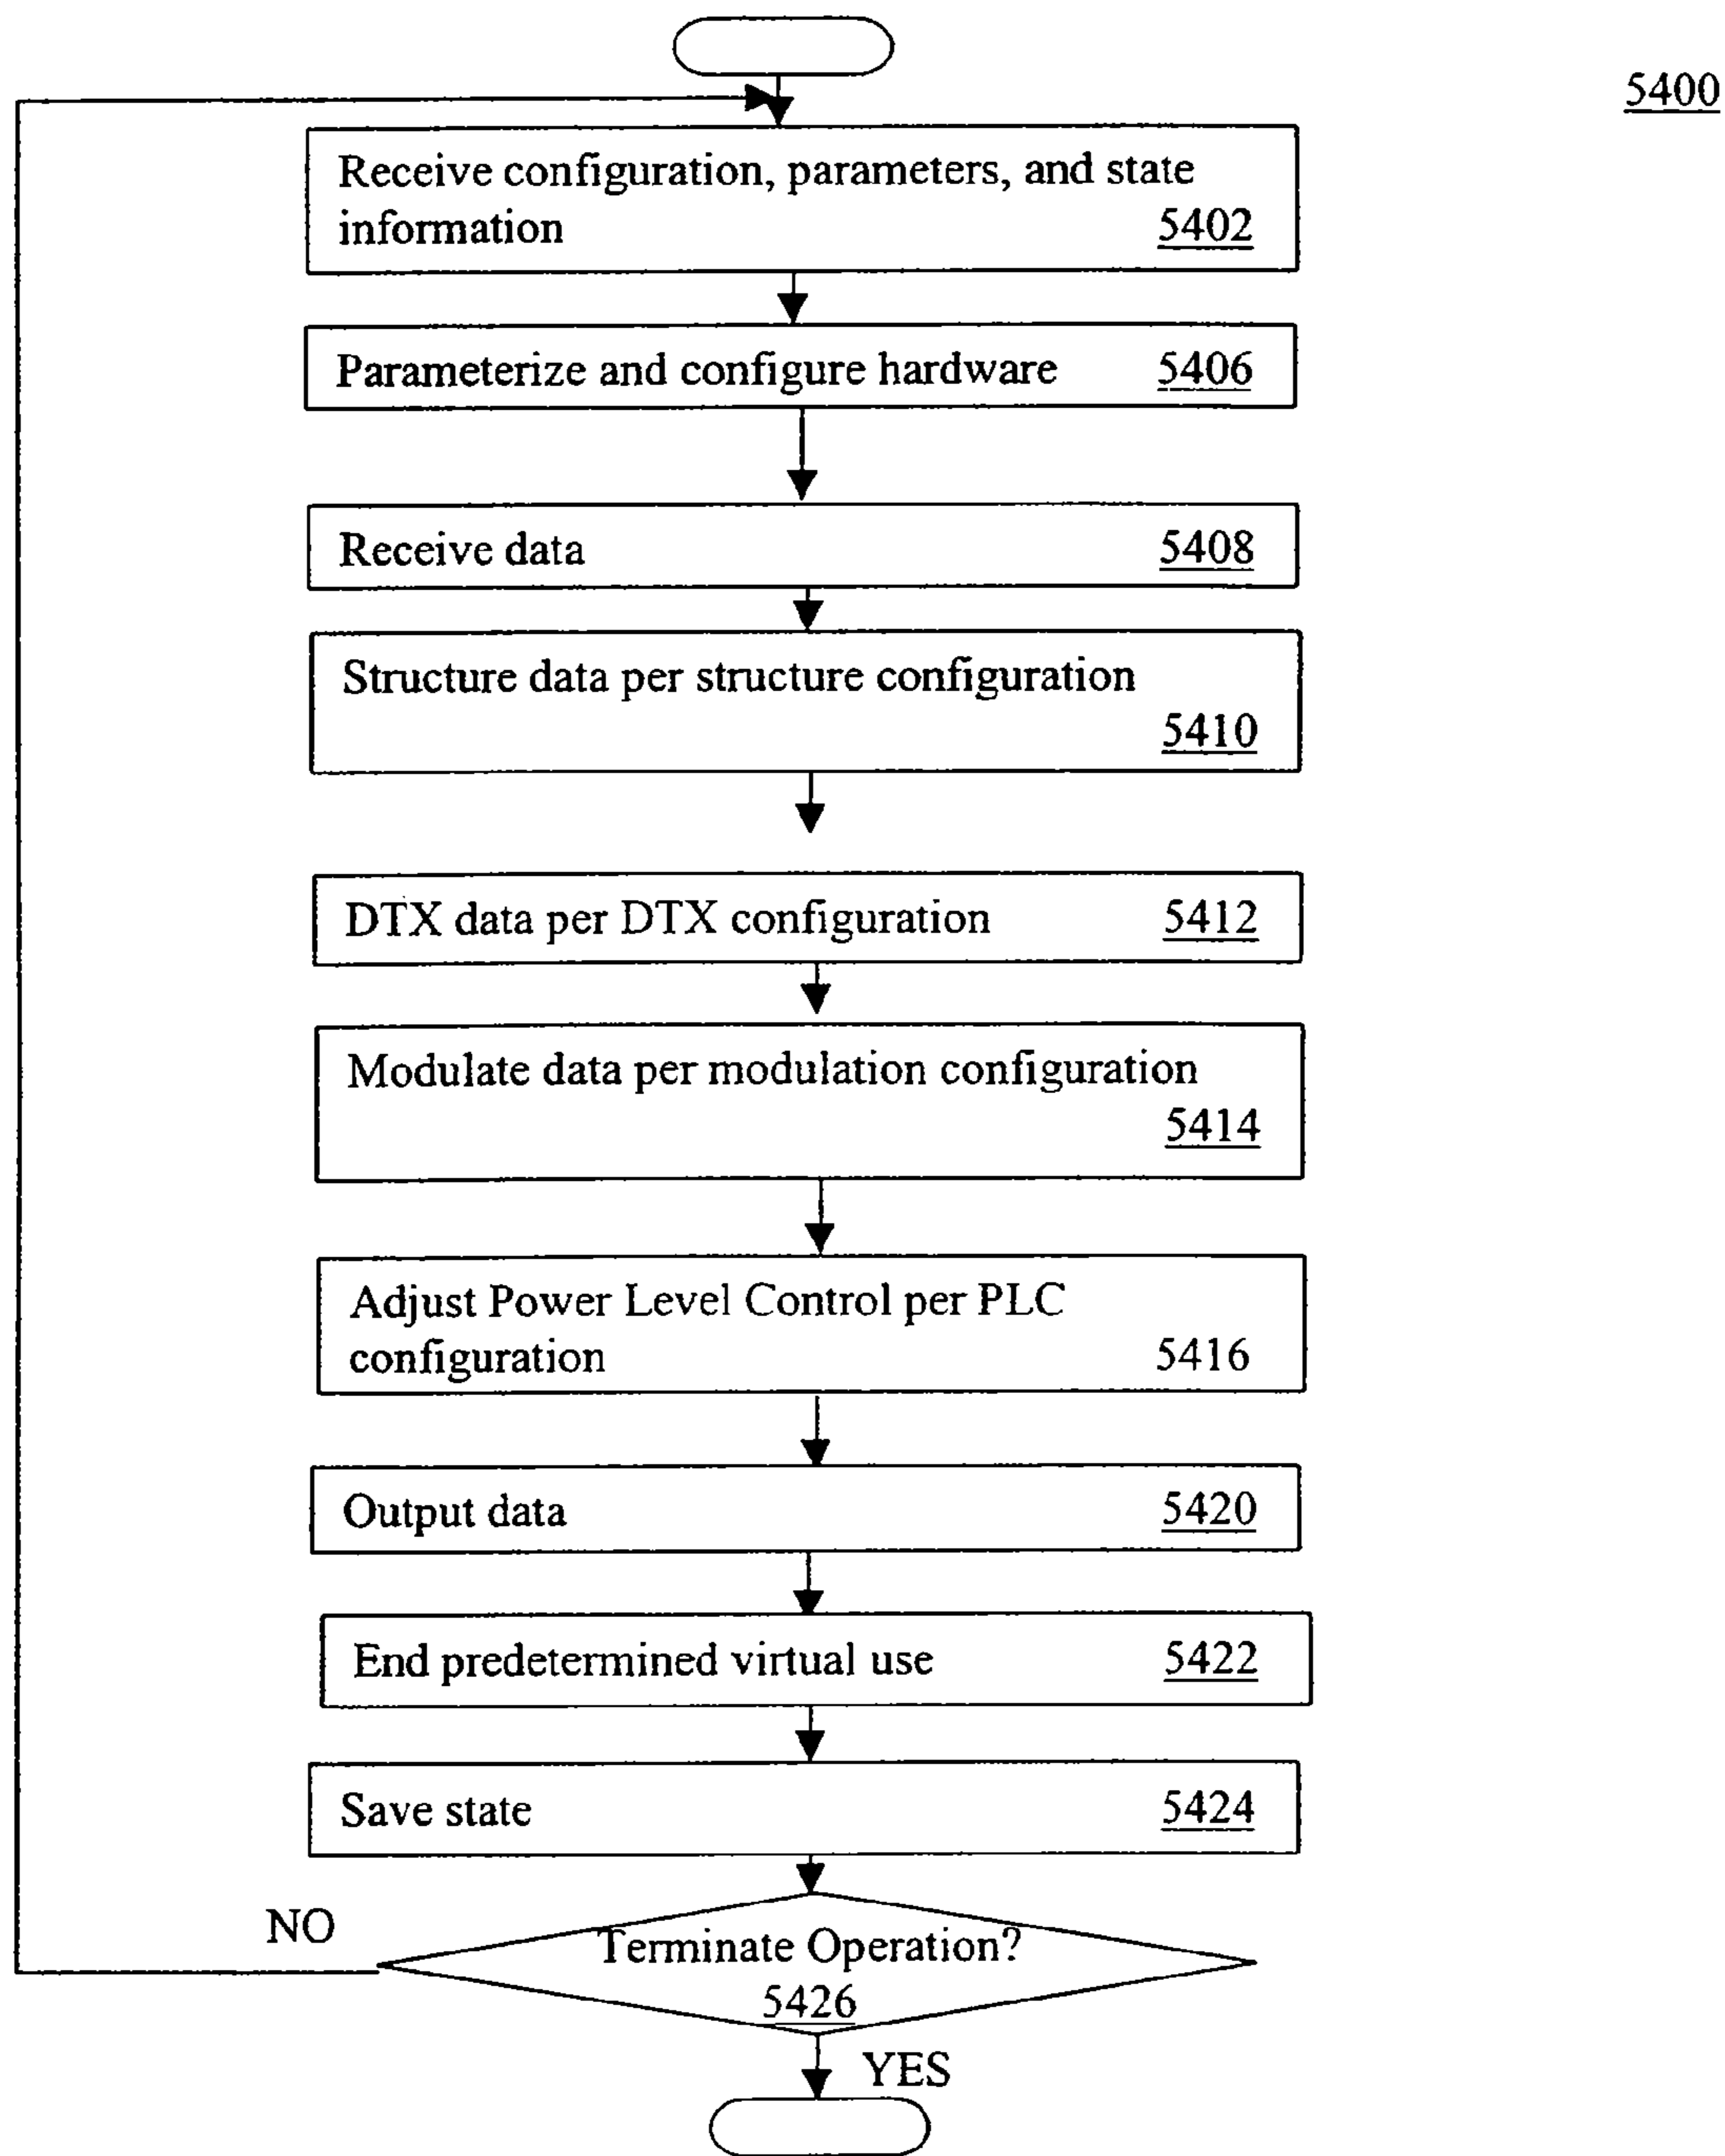 5400
Receive configuration, parameters, and state
information 5402
Parameterize and configure hardware 5406
Receive data 5408
Structure data per structure configuration
5410
DTX data per DTX configuration 5412
Modulate data per modulation configuration
5414
Adjust Power Level Control per PLC
configuration 5416
Output data 5420
End predetermined virtual use 5422
Save state 5424
NO
Terminate Operation?
5426
YES